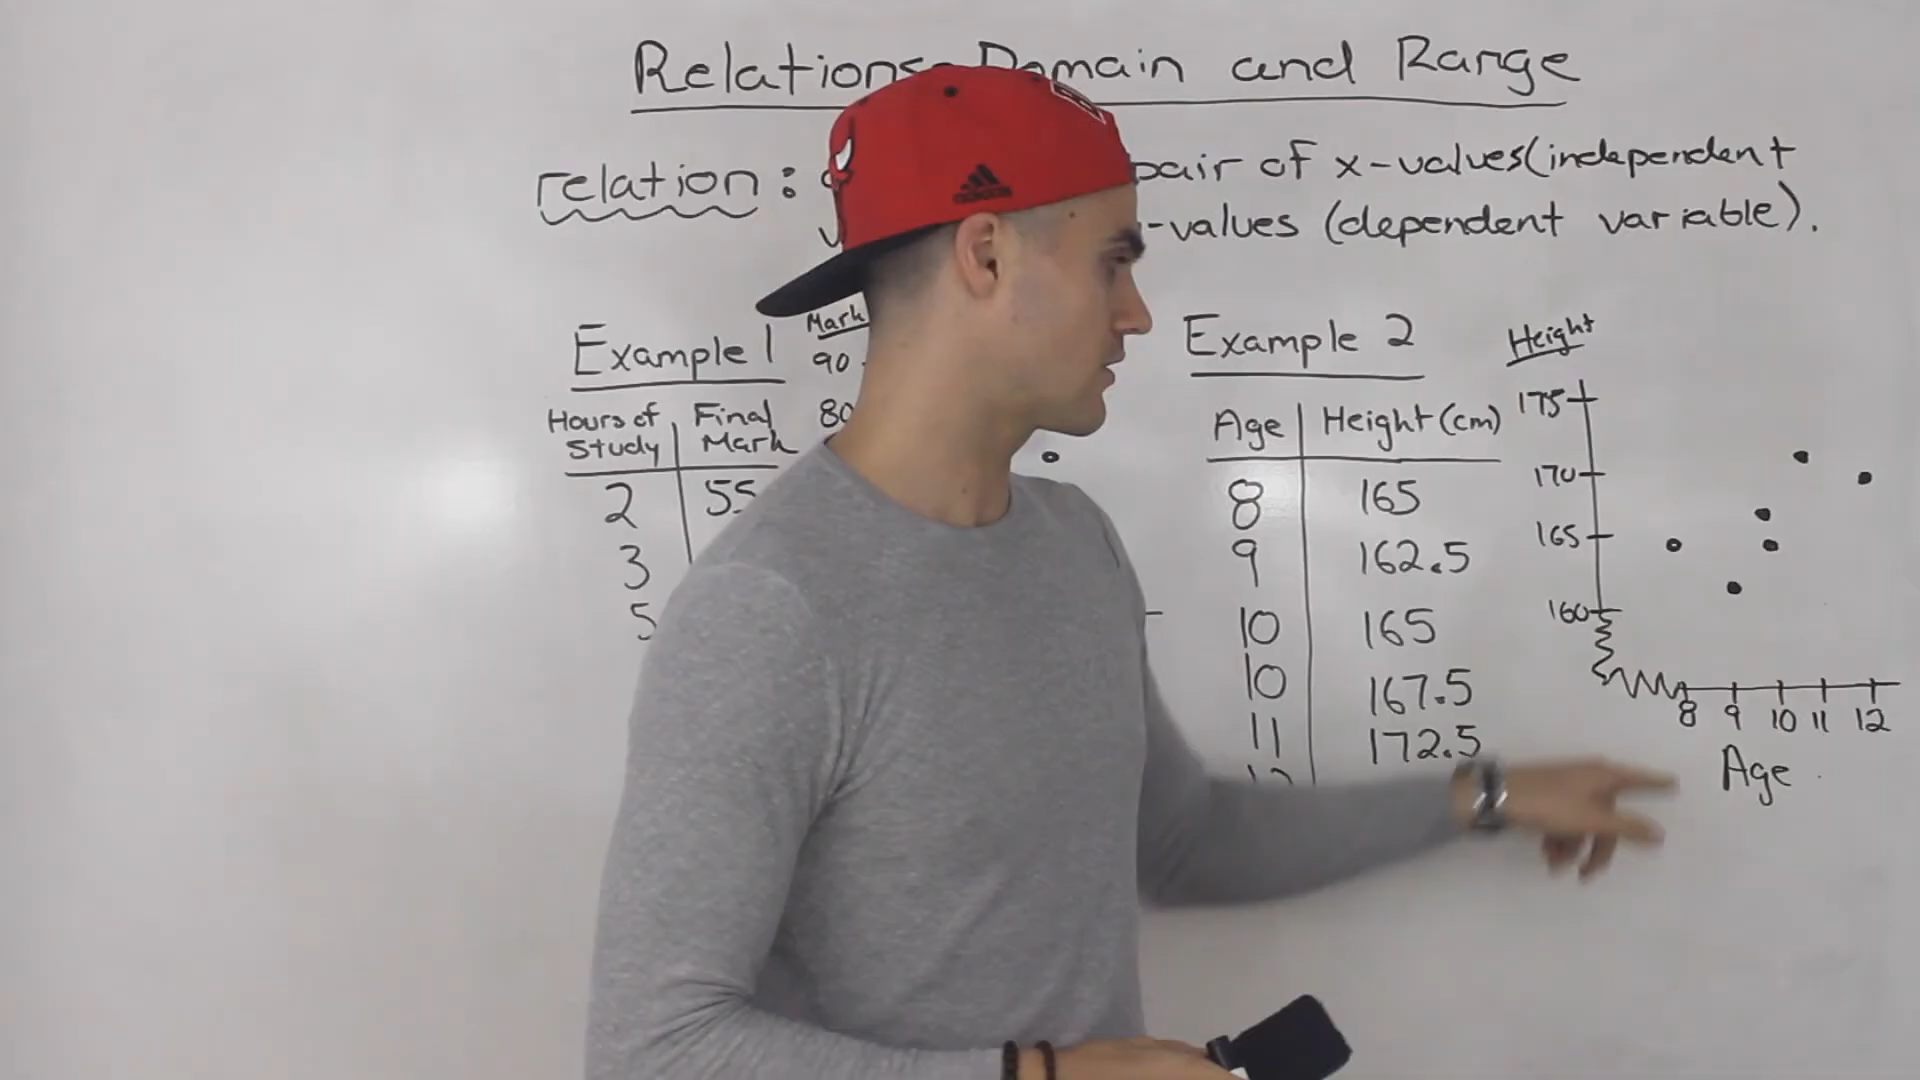 Relations Domain and Range
relation: pair of x-values (independent
-values (dependent variable).
Example 1
Mark
90
80
Hours of Study | Final Mark
2 | 55
3
5
adidas
Example 2
Age | Height (cm)
8 | 165
9 | 162.5
10 | 165
10 | 167.5
11 | 172.5
Height
175
170
165
160
8 9 10 11 12
Age